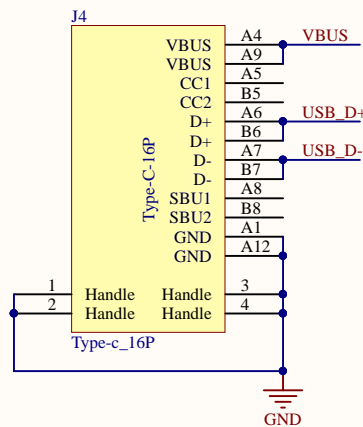 J4
VBUS A4 VBUS
VBUS A9
CC1 A5
CC2 B5
D+ A6 USB_D+
D+ B6
D- A7 USB_D-
D- B7
SBU1 A8
SBU2 B8
GND A1
GND A12
Type-C-16P
1 Handle Handle 3
2 Handle Handle 4
Type-c_16P
GND